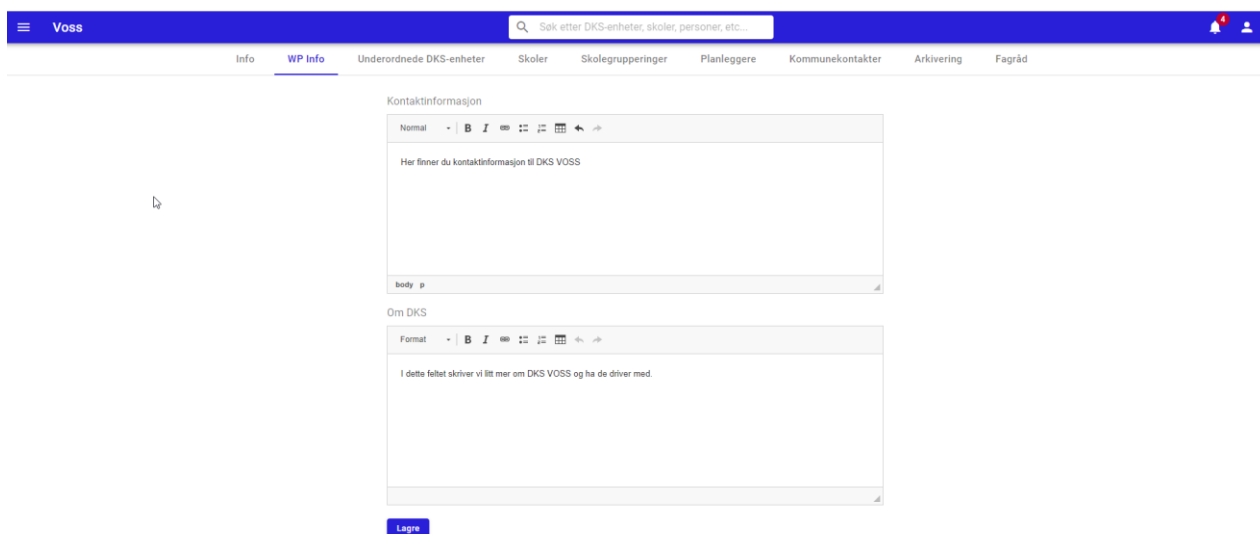 Voss
Søk etter DKS-enheter, skoler, personer, etc...
4
Info WP Info Underordnede DKS-enheter Skoler Skolegrupperinger Planleggere Kommunekontakter Arkivering Fagråd
Kontaktinformasjon
Normal B I
Her finner du kontaktinformasjon til DKS VOSS
body p
Om DKS
Format B I
I dette feltet skriver vi litt mer om DKS VOSS og ha de driver med.
Lagre